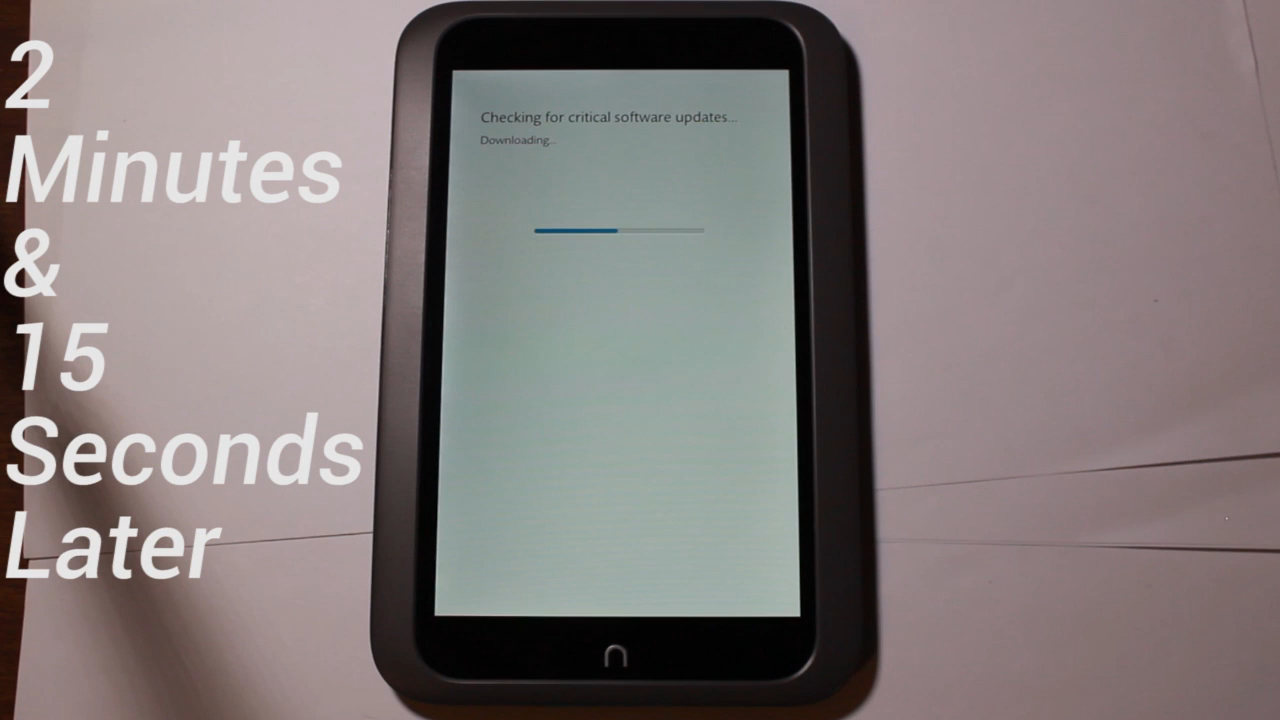 2
Minutes
&
15
Seconds
Later
Checking for critical software updates...
Downloading...